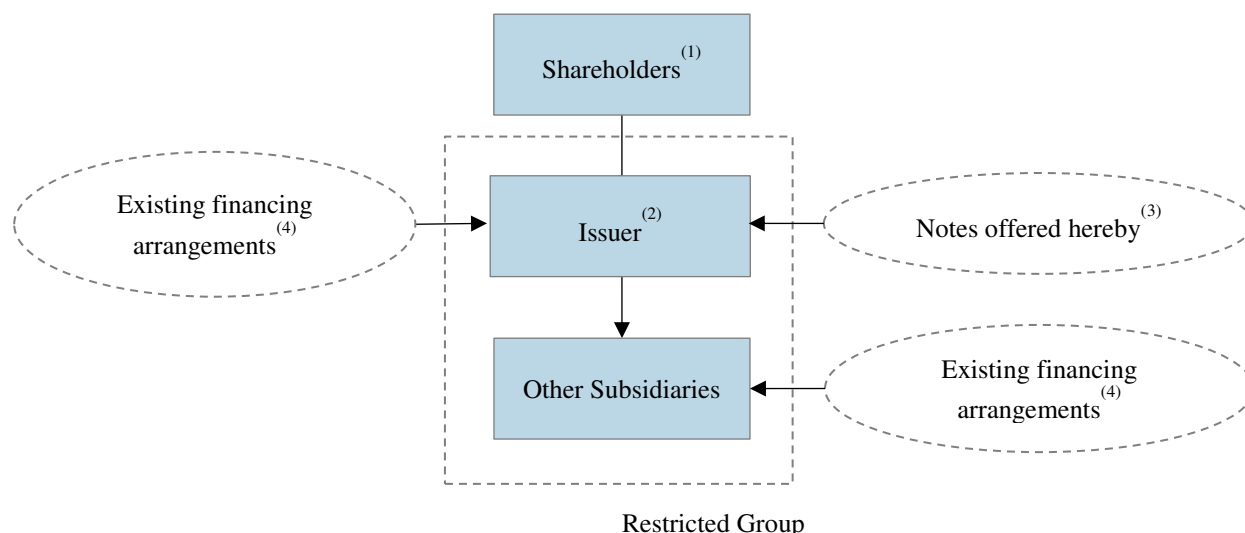 Shareholders(1)
Existing financing
arrangements(4)
Issuer(2)
Notes offered hereby(3)
Other Subsidiaries
Existing financing
arrangements(4)
Restricted Group